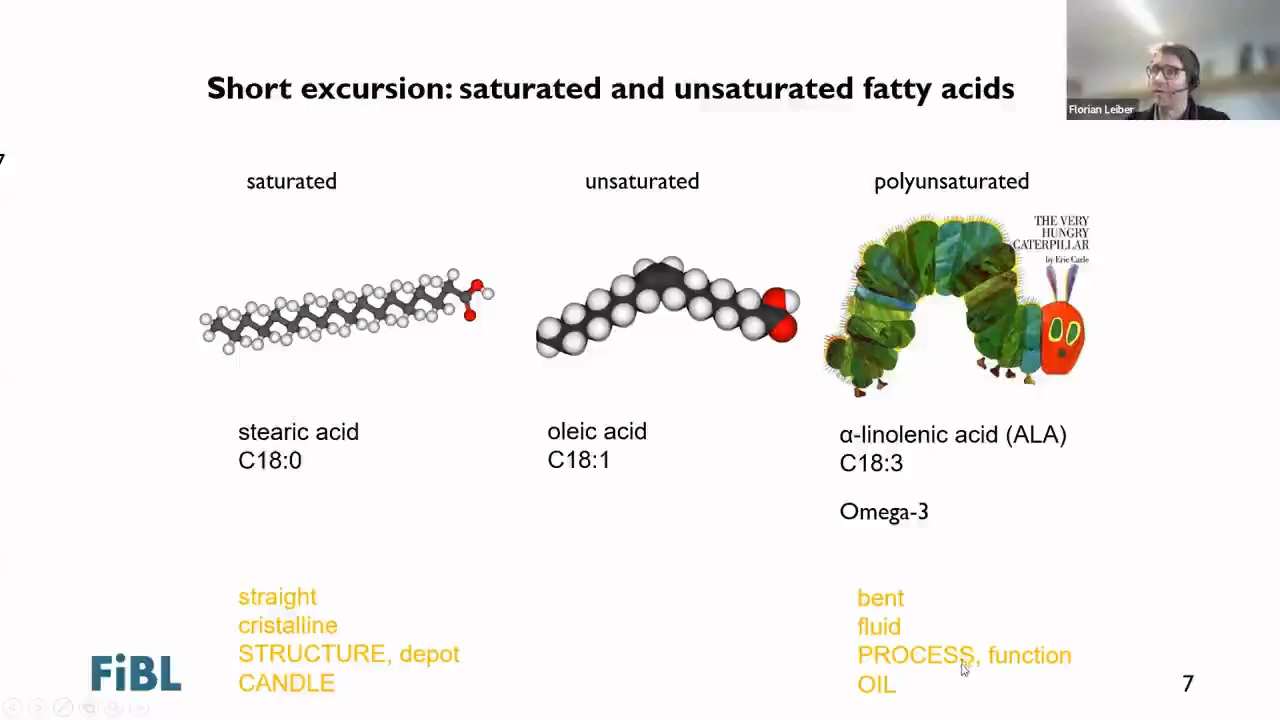 Short excursion: saturated and unsaturated fatty acids
Florian Leiber
7
saturated
unsaturated
polyunsaturated
THE VERY
HUNGRY
CATERPILLAR
by Eric Carle
stearic acid
C18:0
oleic acid
C18:1
α-linolenic acid (ALA)
C18:3
Omega-3
straight
cristalline
STRUCTURE, depot
CANDLE
bent
fluid
PROCESS, function
OIL
FiBL
7